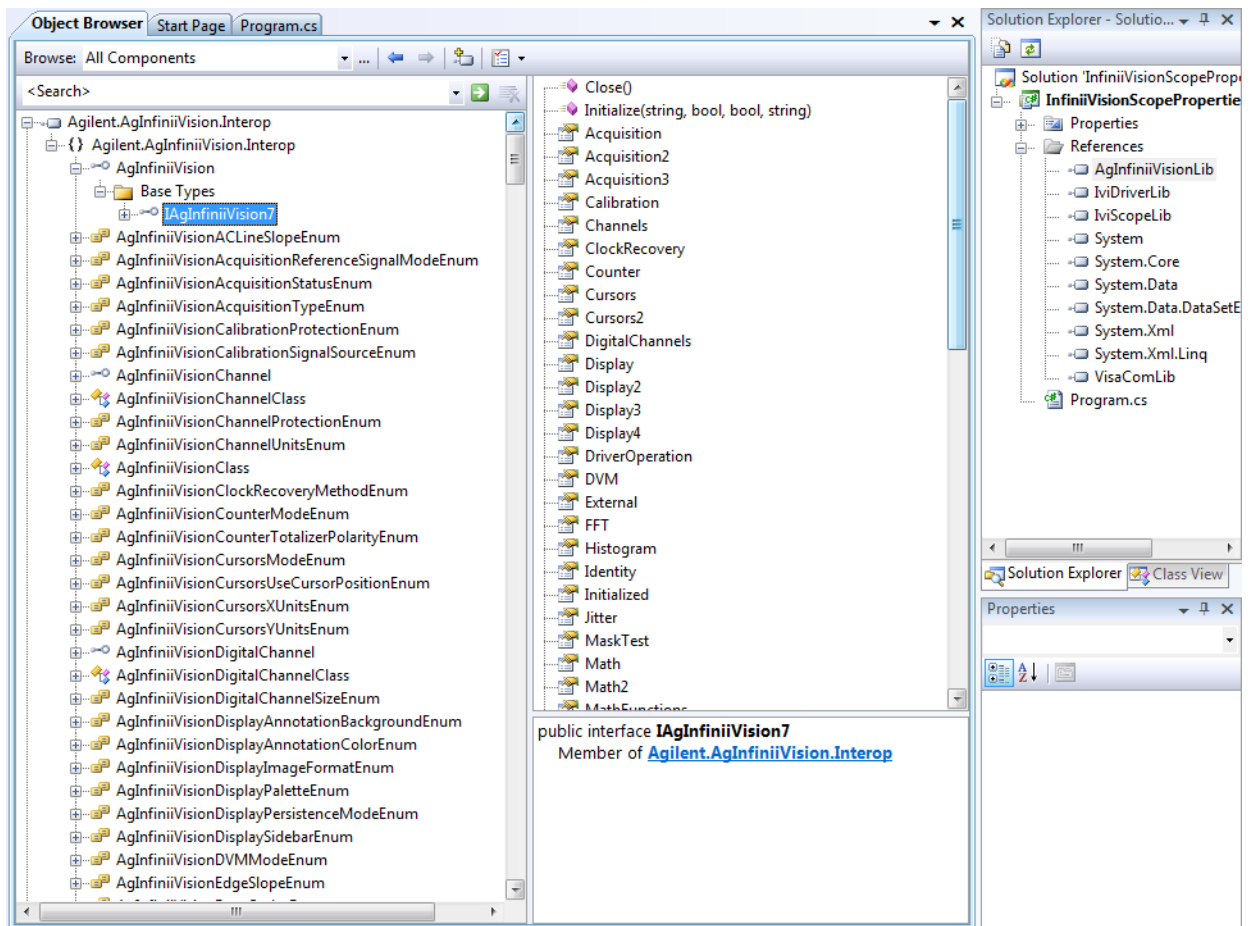 Object Browser Start Page Program.cs
Browse: All Components ...
<Search>
Agilent.AgInfiniiVision.Interop
{} Agilent.AgInfiniiVision.Interop
AgInfiniiVision
Base Types
IAgInfiniiVision7
AgInfiniiVisionACLineSlopeEnum
AgInfiniiVisionAcquisitionReferenceSignalModeEnum
AgInfiniiVisionAcquisitionStatusEnum
AgInfiniiVisionAcquisitionTypeEnum
AgInfiniiVisionCalibrationProtectionEnum
AgInfiniiVisionCalibrationSignalSourceEnum
AgInfiniiVisionChannel
AgInfiniiVisionChannelClass
AgInfiniiVisionChannelProtectionEnum
AgInfiniiVisionChannelUnitsEnum
AgInfiniiVisionClass
AgInfiniiVisionClockRecoveryMethodEnum
AgInfiniiVisionCounterModeEnum
AgInfiniiVisionCounterTotalizerPolarityEnum
AgInfiniiVisionCursorsModeEnum
AgInfiniiVisionCursorsUseCursorPositionEnum
AgInfiniiVisionCursorsXUnitsEnum
AgInfiniiVisionCursorsYUnitsEnum
AgInfiniiVisionDigitalChannel
AgInfiniiVisionDigitalChannelClass
AgInfiniiVisionDigitalChannelSizeEnum
AgInfiniiVisionDisplayAnnotationBackgroundEnum
AgInfiniiVisionDisplayAnnotationColorEnum
AgInfiniiVisionDisplayImageFormatEnum
AgInfiniiVisionDisplayPaletteEnum
AgInfiniiVisionDisplayPersistenceModeEnum
AgInfiniiVisionDisplaySidebarEnum
AgInfiniiVisionDVMModeEnum
AgInfiniiVisionEdgeSlopeEnum
Close()
Initialize(string, bool, bool, string)
Acquisition
Acquisition2
Acquisition3
Calibration
Channels
ClockRecovery
Counter
Cursors
Cursors2
DigitalChannels
Display
Display2
Display3
Display4
DriverOperation
DVM
External
FFT
Histogram
Identity
Initialized
Jitter
MaskTest
Math
Math2
MathFunctions
public interface IAgInfiniiVision7
Member of Agilent.AgInfiniiVision.Interop
Solution Explorer - Solutio...
Solution 'InfiniiVisionScopePrope
InfiniiVisionScopePropertie
Properties
References
AgInfiniiVisionLib
IviDriverLib
IviScopeLib
System
System.Core
System.Data
System.Data.DataSetE
System.Xml
System.Xml.Linq
VisaComLib
Program.cs
Solution Explorer Class View
Properties